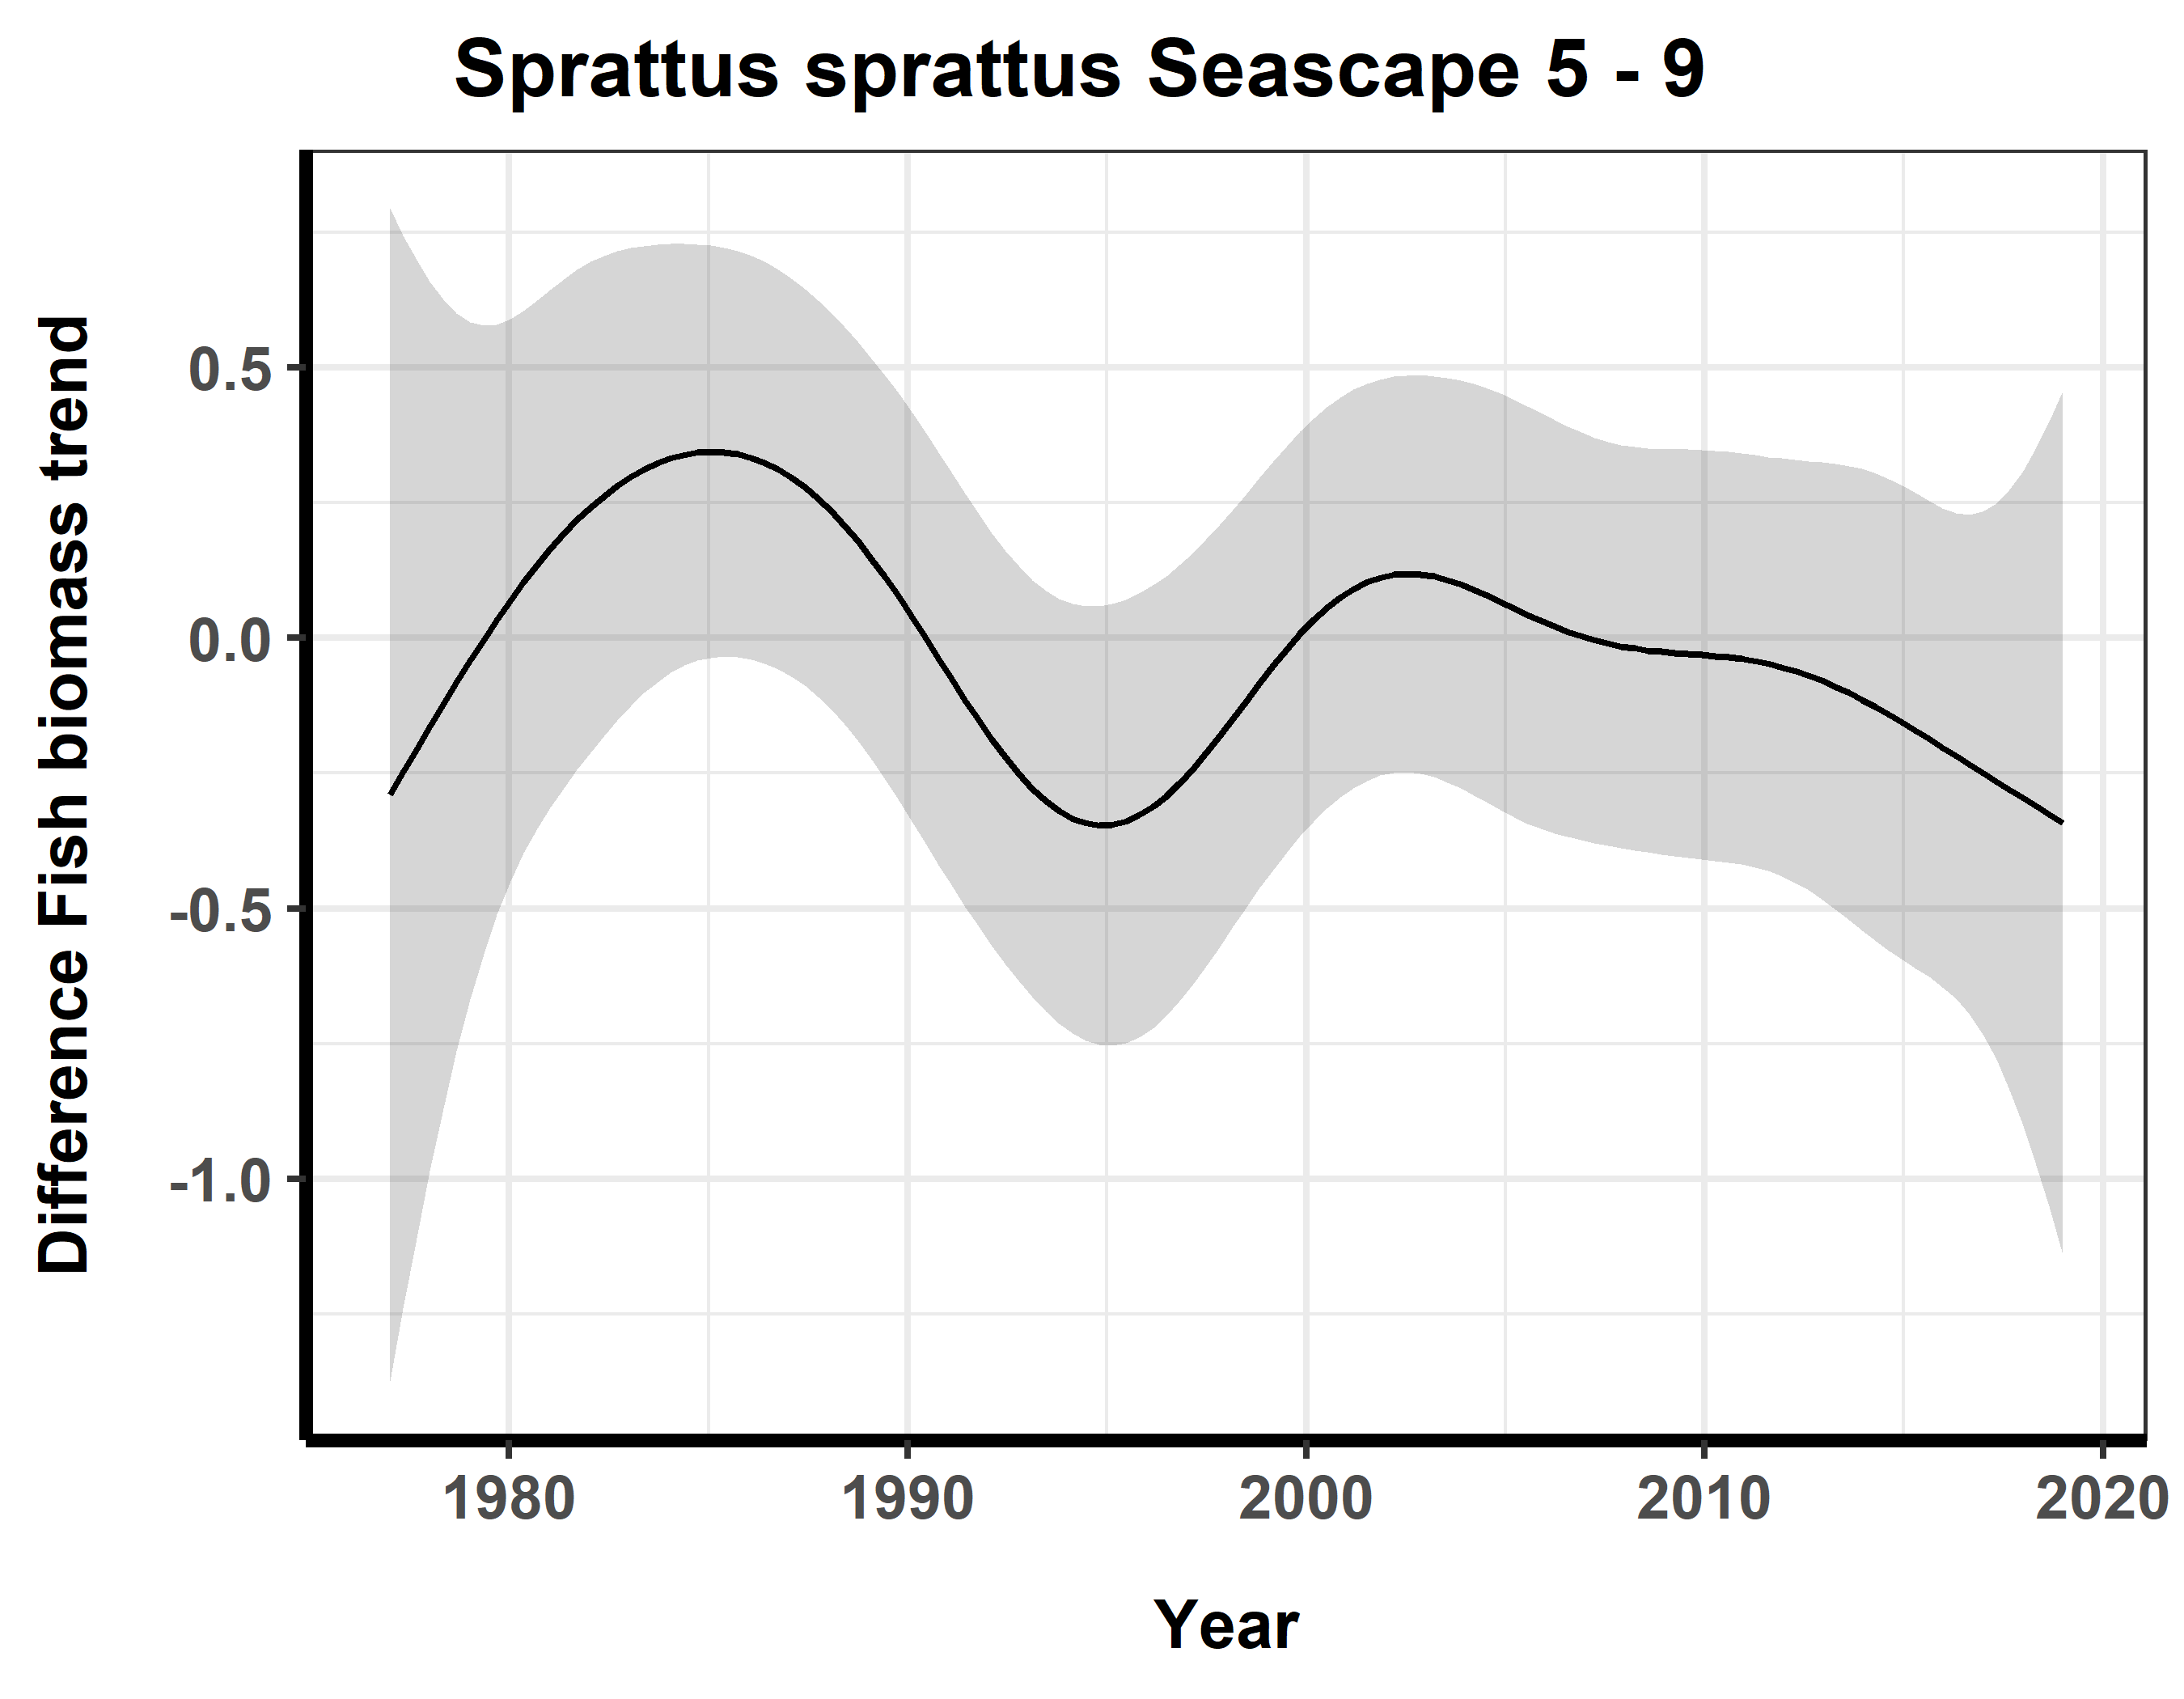 Sprattus sprattus Seascape 5 - 9
Difference Fish biomass trend
0.5
0.0
-0.5
-1.0
1980 1990 2000 2010 2020
Year